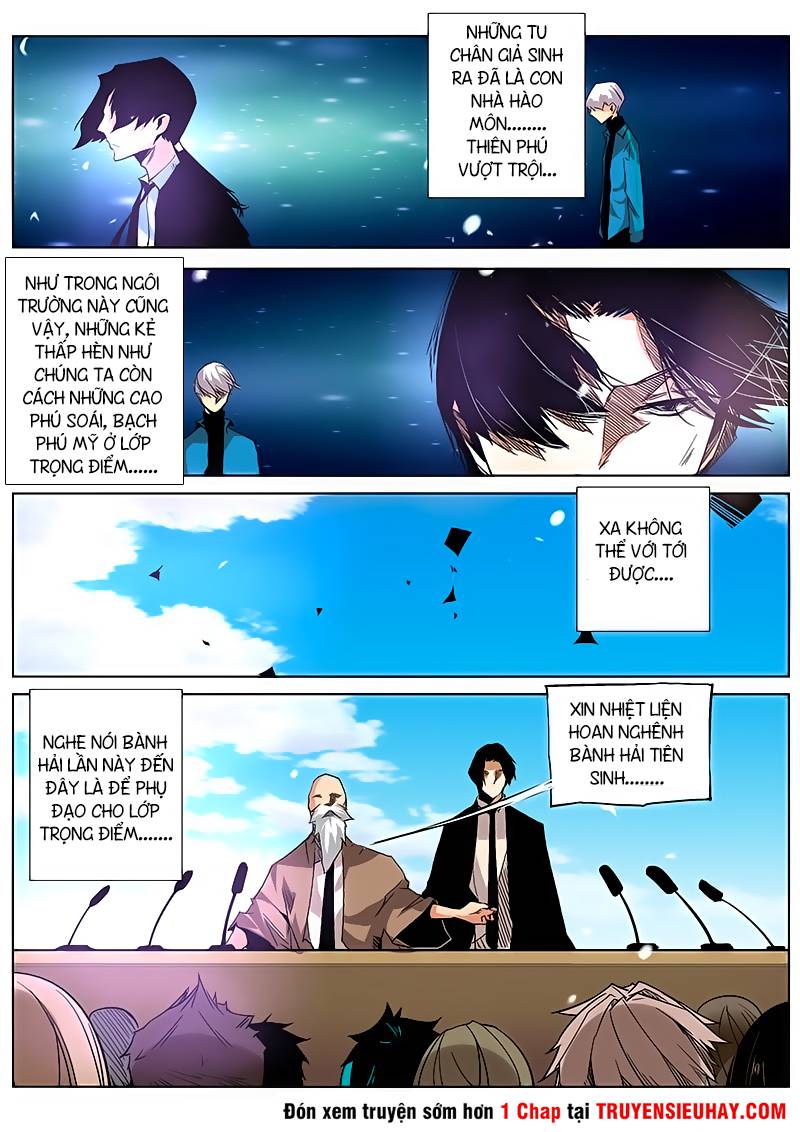 NHỮNG TU
CHÂN GIẢ SINH
RA ĐÃ LÀ CON
NHÀ HÀO
MÔN........
THIÊN PHÚ
VƯỢT TRỘI...
NHƯ TRONG NGÔI
TRƯỜNG NÀY CŨNG
VẬY, NHỮNG KẺ
THẤP HÈN NHƯ
CHÚNG TA CÒN
CÁCH NHỮNG CAO
PHÚ SOÁI, BẠCH
PHÚ MỸ Ở LỚP
TRỌNG ĐIỂM......
XA KHÔNG
THỂ VỚI TỚI
ĐƯỢC....
NGHE NÓI BÀNH
HẢI LẦN NÀY ĐẾN
ĐÂY LÀ ĐỂ PHỤ
ĐẠO CHO LỚP
TRỌNG ĐIỂM.......
XIN NHIỆT LIỆN
HOAN NGHÊNH
BÀNH HẢI TIÊN
SINH........
Đón xem truyện sớm hơn 1 Chap tại TRUYENSIEUHAY.COM